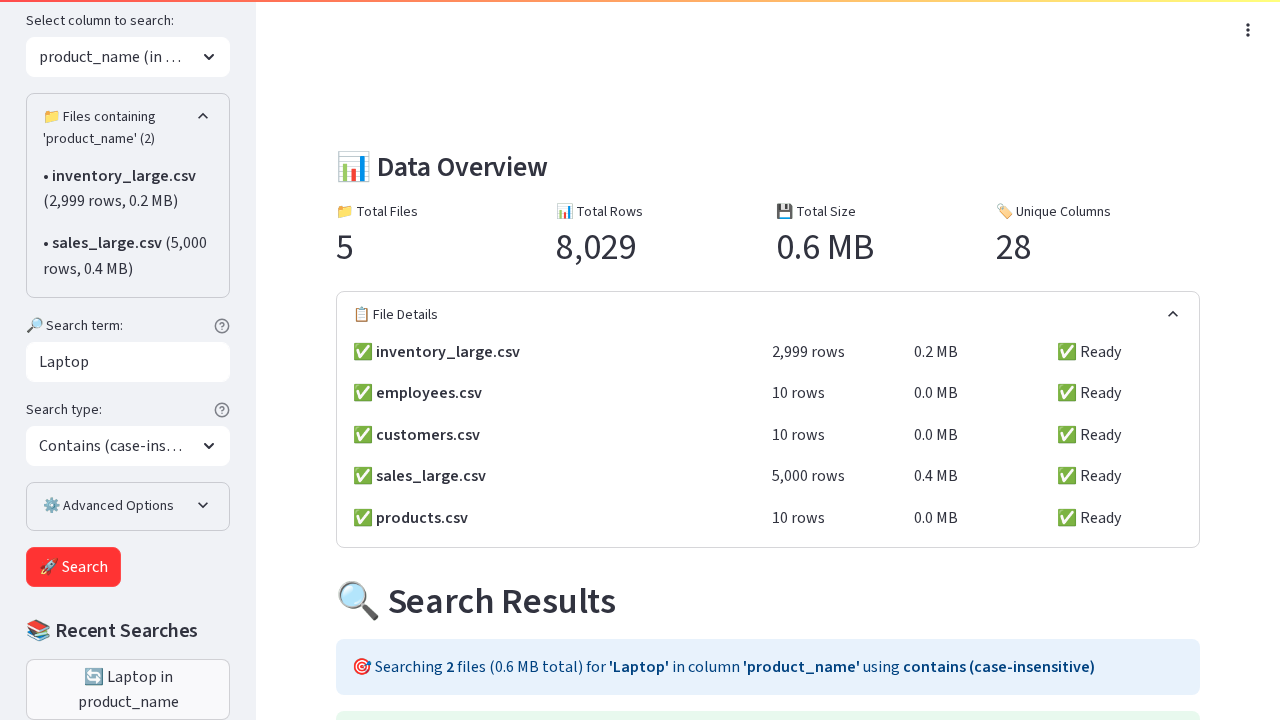 Select column to search:
product_name (in …
📁 Files containing
'product_name' (2)
• inventory_large.csv
(2,999 rows, 0.2 MB)
• sales_large.csv (5,000
rows, 0.4 MB)
🔎 Search term:
Laptop
Search type:
Contains (case-ins…
⚙️ Advanced Options
🚀 Search
📚 Recent Searches
🔄 Laptop in
product_name
📊 Data Overview
📁 Total Files
5
📊 Total Rows
8,029
💾 Total Size
0.6 MB
🏷️ Unique Columns
28
📋 File Details
✅ inventory_large.csv 2,999 rows 0.2 MB ✅ Ready
✅ employees.csv 10 rows 0.0 MB ✅ Ready
✅ customers.csv 10 rows 0.0 MB ✅ Ready
✅ sales_large.csv 5,000 rows 0.4 MB ✅ Ready
✅ products.csv 10 rows 0.0 MB ✅ Ready
🔍 Search Results
🎯 Searching 2 files (0.6 MB total) for 'Laptop' in column 'product_name' using contains (case-insensitive)